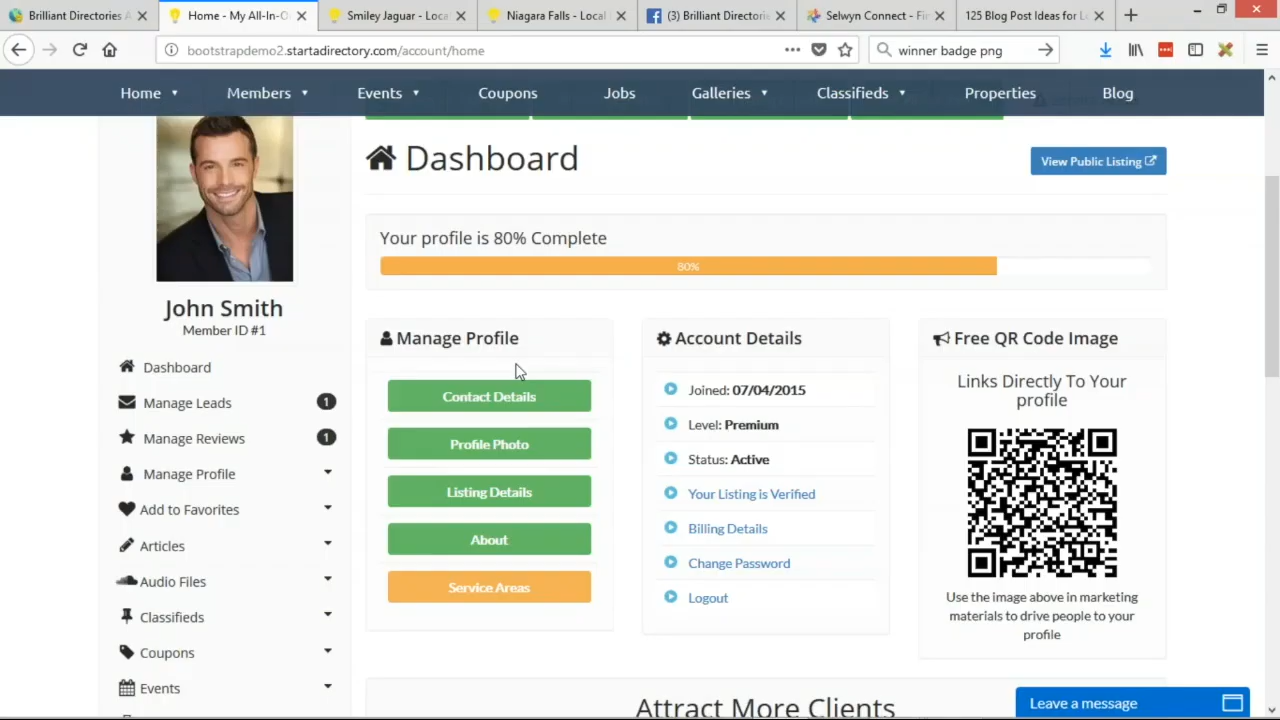 Brilliant Directories A
Home - My All-In-O
Smiley Jaguar - Loca
Niagara Falls - Local
(3) Brilliant Directorie
Selwyn Connect - Fi
125 Blog Post Ideas for L
bootstrapdemo2.startadirectory.com/account/home
winner badge png
Home
Members
Events
Coupons
Jobs
Galleries
Classifieds
Properties
Blog
Dashboard
View Public Listing
Your profile is 80% Complete
80%
John Smith
Member ID #1
Dashboard
Manage Leads 1
Manage Reviews 1
Manage Profile
Add to Favorites
Articles
Audio Files
Classifieds
Coupons
Events
Manage Profile
Contact Details
Profile Photo
Listing Details
About
Service Areas
Account Details
Joined: 07/04/2015
Level: Premium
Status: Active
Your Listing is Verified
Billing Details
Change Password
Logout
Free QR Code Image
Links Directly To Your
profile
Use the image above in marketing
materials to drive people to your
profile
Attract More Clients
Leave a message